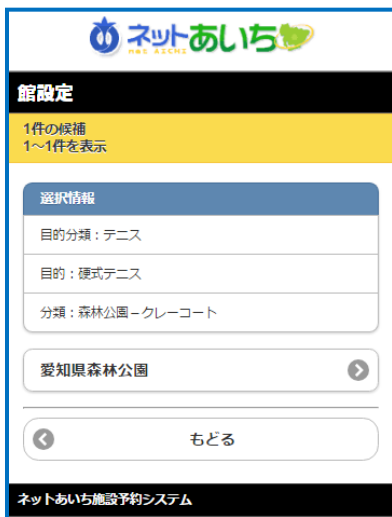 ネットあいち
NET AICHI
館設定
1件の候補
1～1件を表示
選択情報
目的分類：テニス
目的：硬式テニス
分類：森林公園－クレーコート
愛知県森林公園
もどる
ネットあいち施設予約システム